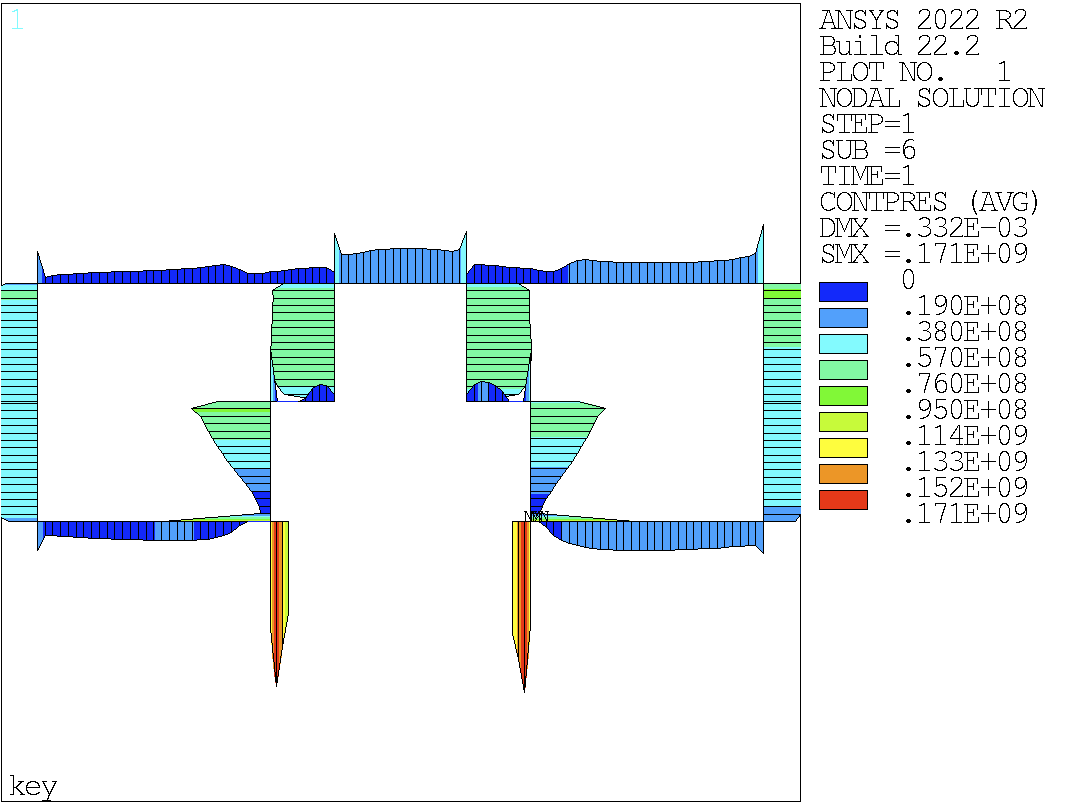 1
ANSYS 2022 R2
Build 22.2
PLOT NO. 1
NODAL SOLUTION
STEP=1
SUB =6
TIME=1
CONTPRES (AVG)
DMX =.332E-03
SMX =.171E+09
0
.190E+08
.380E+08
.570E+08
.760E+08
.950E+08
.114E+09
.133E+09
.152E+09
.171E+09
key